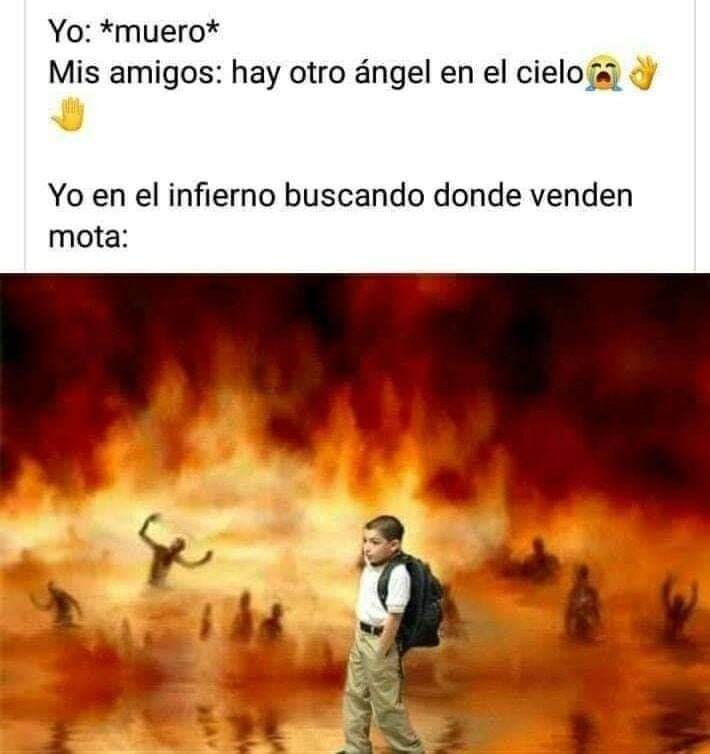 Yo: *muero*
Mis amigos: hay otro ángel en el cielo😭👌
🤚
Yo en el infierno buscando donde venden
mota: